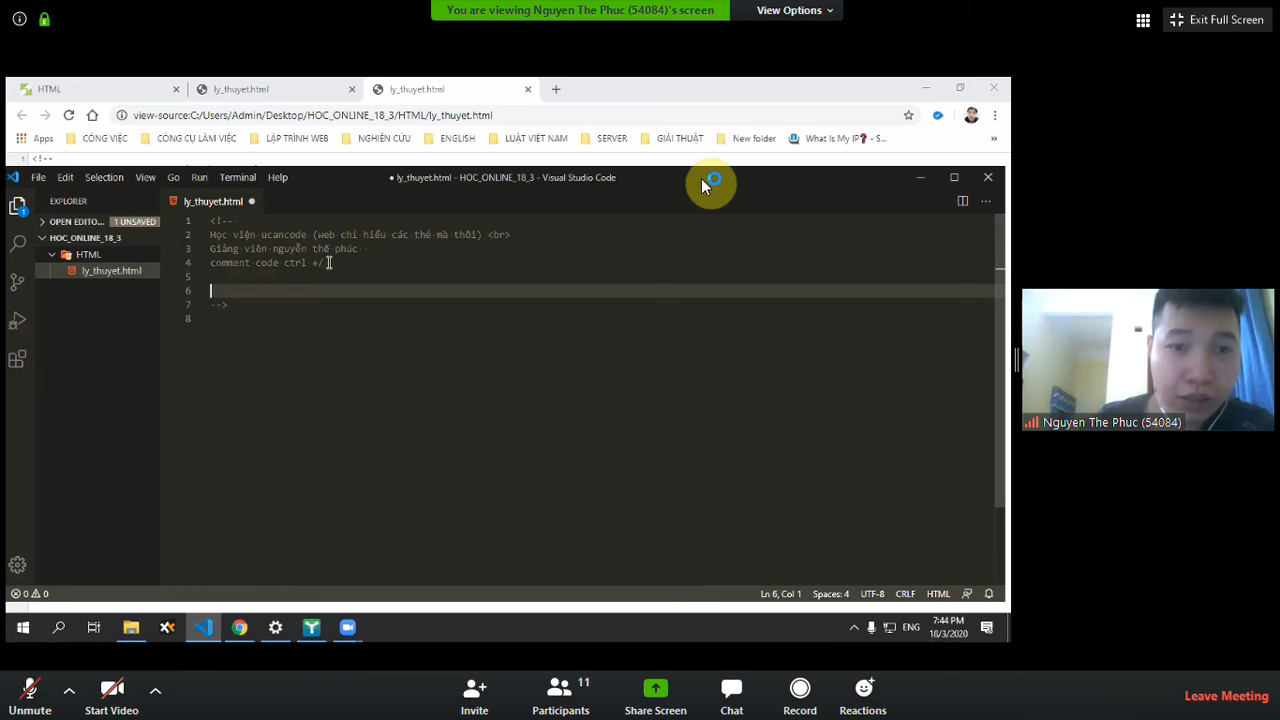 You are viewing Nguyen The Phuc (54084)'s screen
View Options
Exit Full Screen
HTML
ly_thuyet.html
ly_thuyet.html
view-source:C:/Users/Admin/Desktop/HOC_ONLINE_18_3/HTML/ly_thuyet.html
Apps
CÔNG VIỆC
CÔNG CỤ LÀM VIỆC
LẬP TRÌNH WEB
NGHIÊN CỨU
ENGLISH
LUẬT VIỆT NAM
SERVER
GIẢI THUẬT
New folder
What Is My IP❓ - S...
»
1 <!--
File Edit Selection View Go Run Terminal Help
● ly_thuyet.html - HOC_ONLINE_18_3 - Visual Studio Code
EXPLORER
ly_thuyet.html
OPEN EDITO... 1 UNSAVED
HOC_ONLINE_18_3
HTML
ly_thuyet.html
1
1 <!--
2 Học viện ucancode (web chỉ hiểu các thẻ mà thôi) <br>
3 Giảng viên nguyễn thế phúc
4 comment code ctrl +/
5
6
7 -->
8
Nguyen The Phuc (54084)
0 0
Ln 6, Col 1
Spaces: 4
UTF-8
CRLF
HTML
ENG
7:44 PM
18/3/2020
Unmute
Start Video
Invite
11
Participants
Share Screen
Chat
Record
Reactions
Leave Meeting